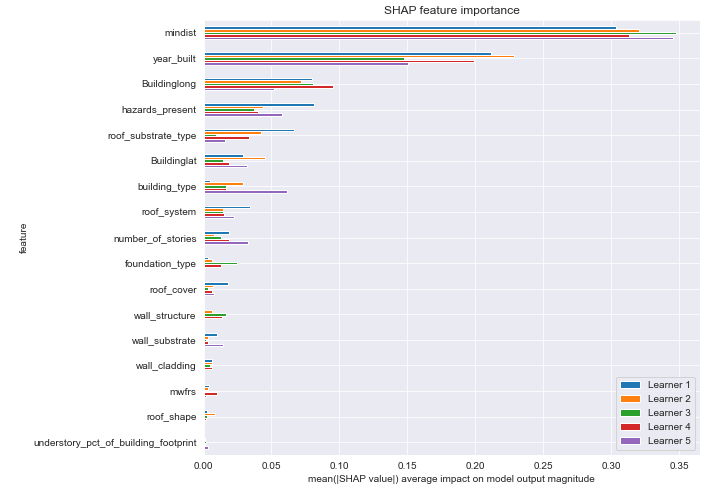 SHAP feature importance
feature
mindist
year_built
Buildinglong
hazards_present
roof_substrate_type
Buildinglat
building_type
roof_system
number_of_stories
foundation_type
roof_cover
wall_structure
wall_substrate
wall_cladding
mwfrs
roof_shape
understory_pct_of_building_footprint
Learner 1
Learner 2
Learner 3
Learner 4
Learner 5
0.00 0.05 0.10 0.15 0.20 0.25 0.30 0.35
mean(|SHAP value|) average impact on model output magnitude